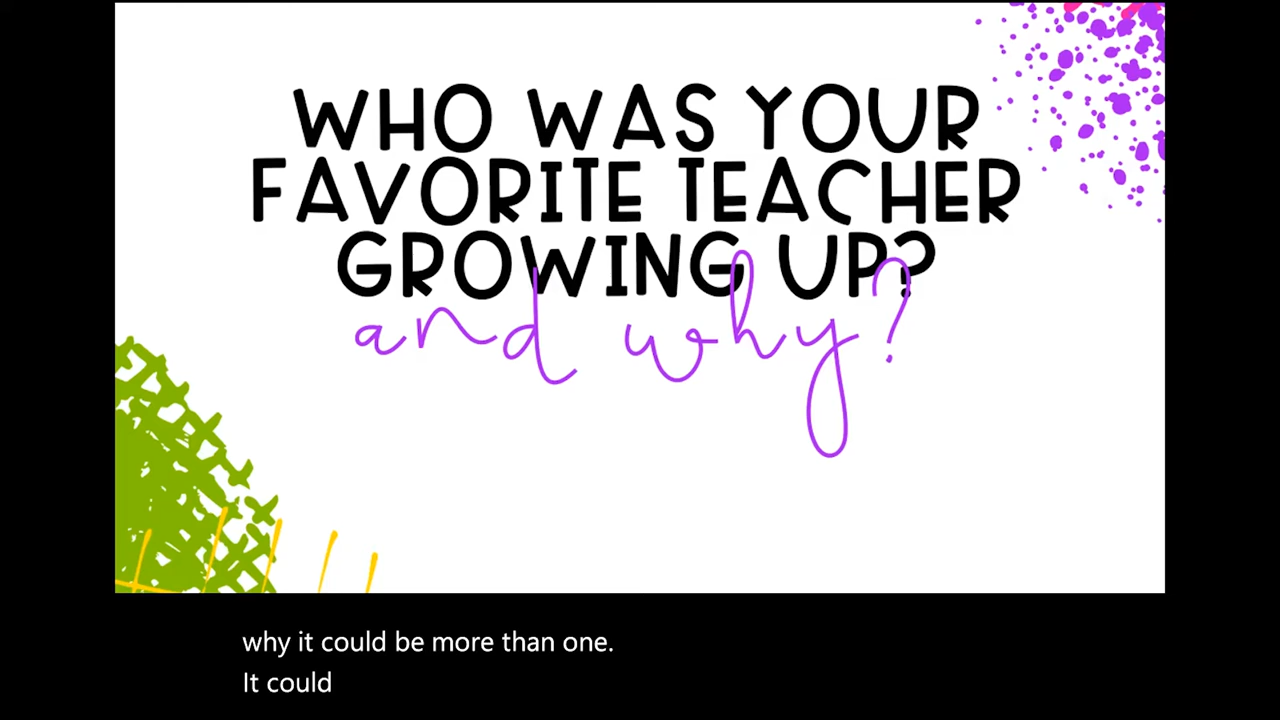 WHO WAS YOUR
FAVORITE TEACHER
GROWING UP?
and why?
why it could be more than one.
It could